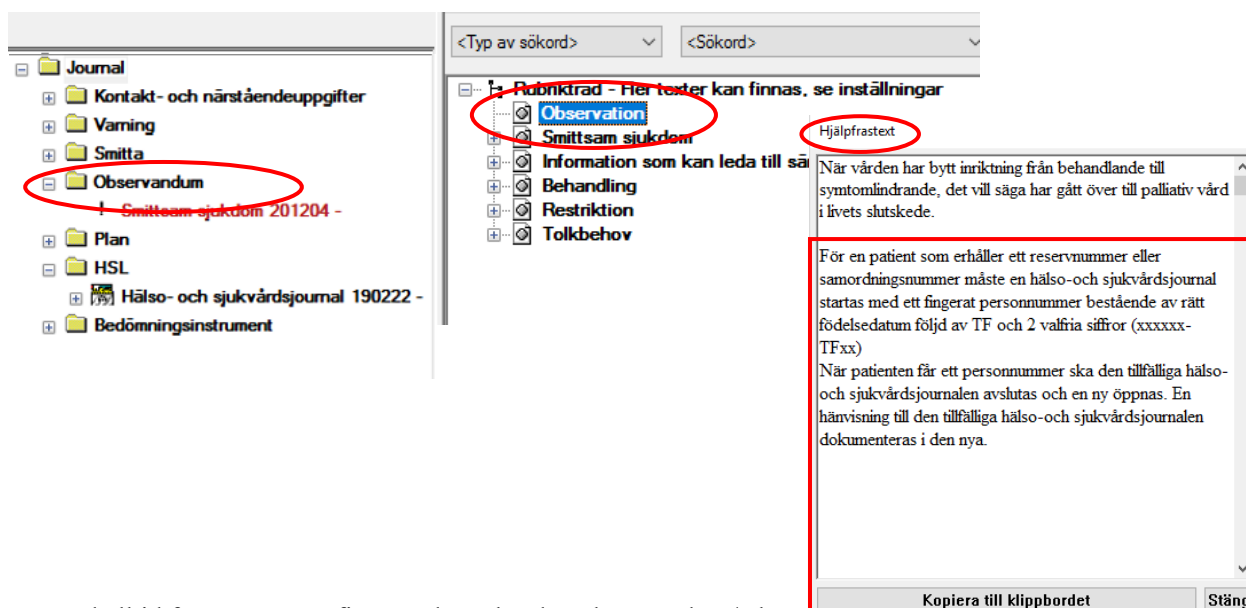 Journal
Kontakt- och närståendeuppgifter
Varning
Smitta
Observandum
! Smittsam sjukdom 201204 -
Plan
HSL
Hälso- och sjukvårdsjournal 190222 -
Bedömningsinstrument
<Typ av sökord>
<Sökord>
Rubrikträd - Fler texter kan finnas, se inställningar
Observation
Smittsam sjukdom
Information som kan leda till
Behandling
Restriktion
Tolkbehov
Hjälpfrastext
När vården har bytt inriktning från behandlande till
symtomlindrande, det vill säga har gått över till palliativ vård
i livets slutskede.
För en patient som erhåller ett reservnummer eller
samordningsnummer måste en hälso-och sjukvårdsjournal
startas med ett fingerat personnummer bestående av rätt
födelsedatum följd av TF och 2 valfria siffror (xxxxxx-
TFxx)
När patienten får ett personnummer ska den tillfälliga hälso-
och sjukvårdsjournalen avslutas och en ny öppnas. En
hänvisning till den tillfälliga hälso-och sjukvårdsjournalen
dokumenteras i den nya.
Kopiera till klippbordet